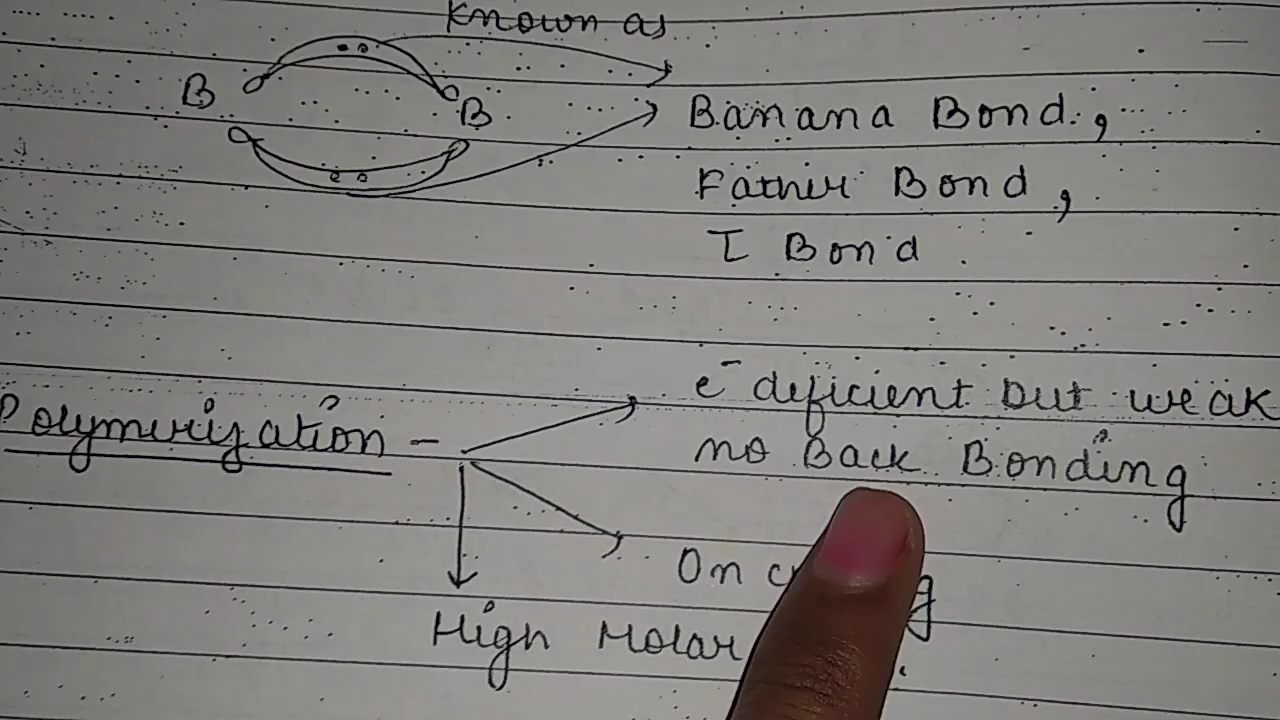 Known as
B
B
Banana Bond,
Father Bond,
I Bond
Polymerization -
e- deficient but weak
no Back Bonding
On
High Molar